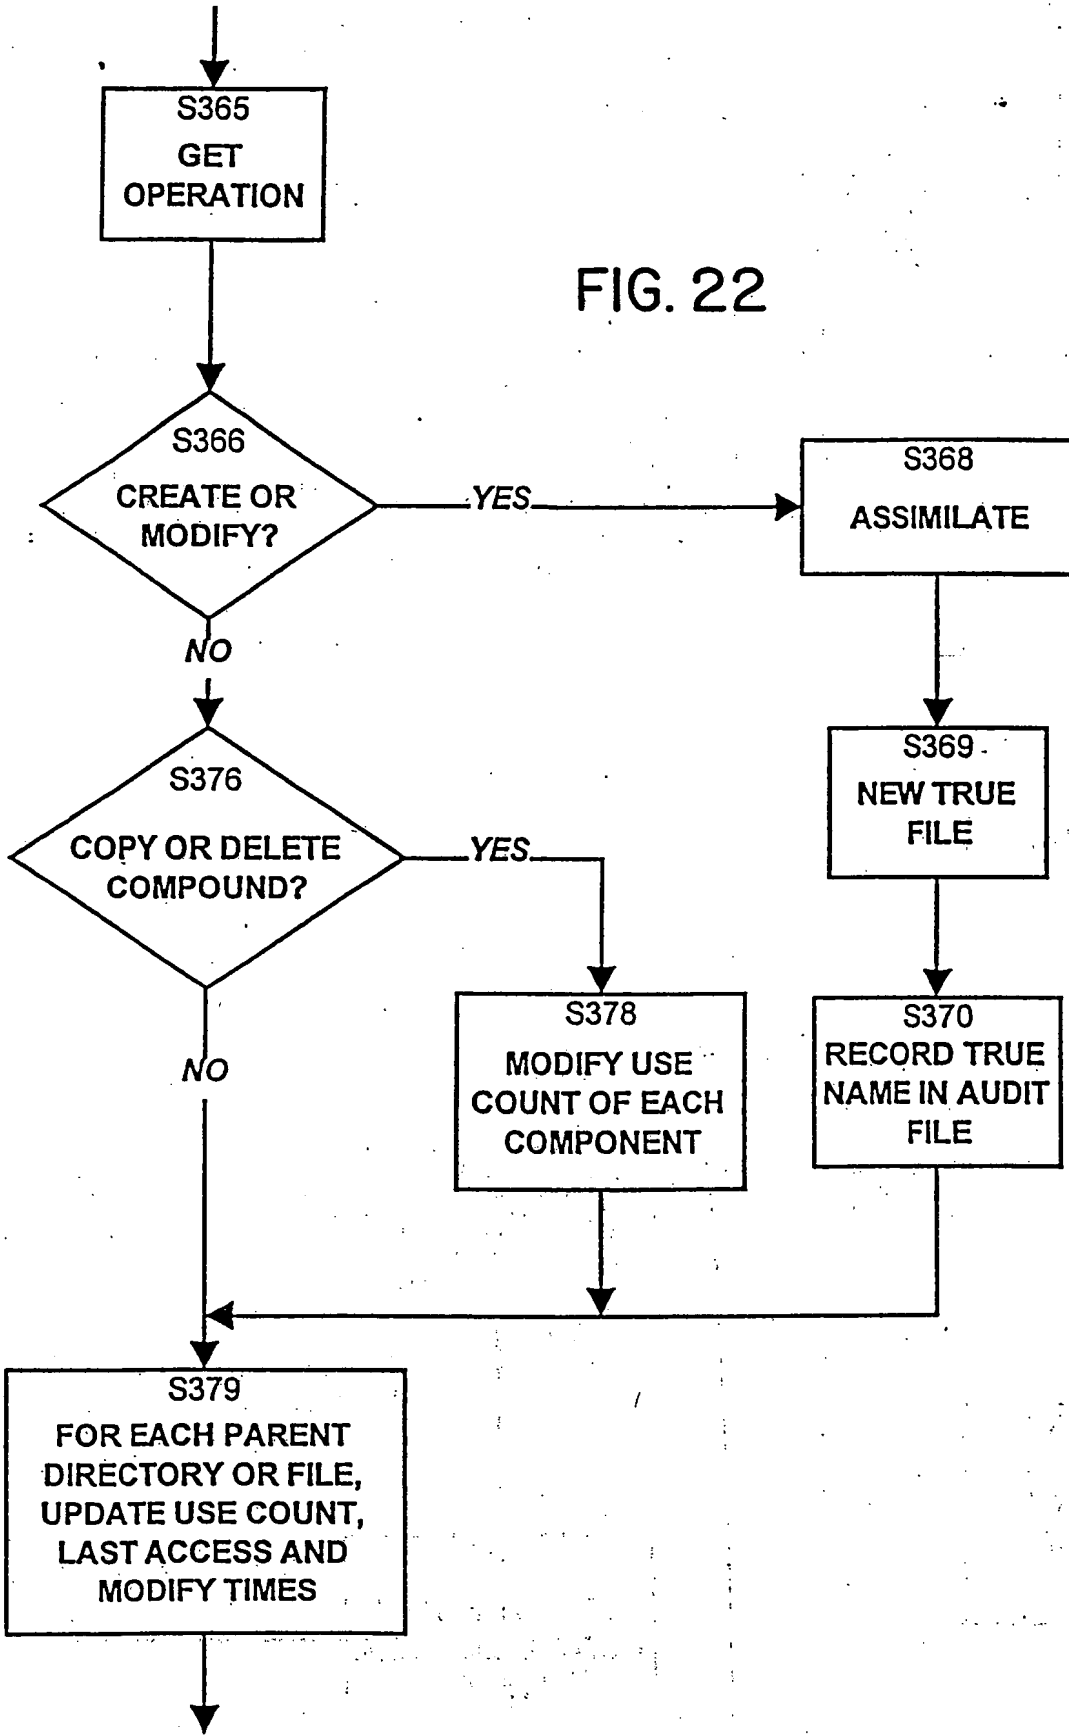 S365
GET
OPERATION
FIG. 22
S366
CREATE OR
MODIFY?
YES
S368
ASSIMILATE
NO
S369
NEW TRUE
FILE
S376
COPY OR DELETE
COMPOUND?
YES
S378
MODIFY USE
COUNT OF EACH
COMPONENT
S370
RECORD TRUE
NAME IN AUDIT
FILE
NO
S379
FOR EACH PARENT
DIRECTORY OR FILE,
UPDATE USE COUNT,
LAST ACCESS AND
MODIFY TIMES